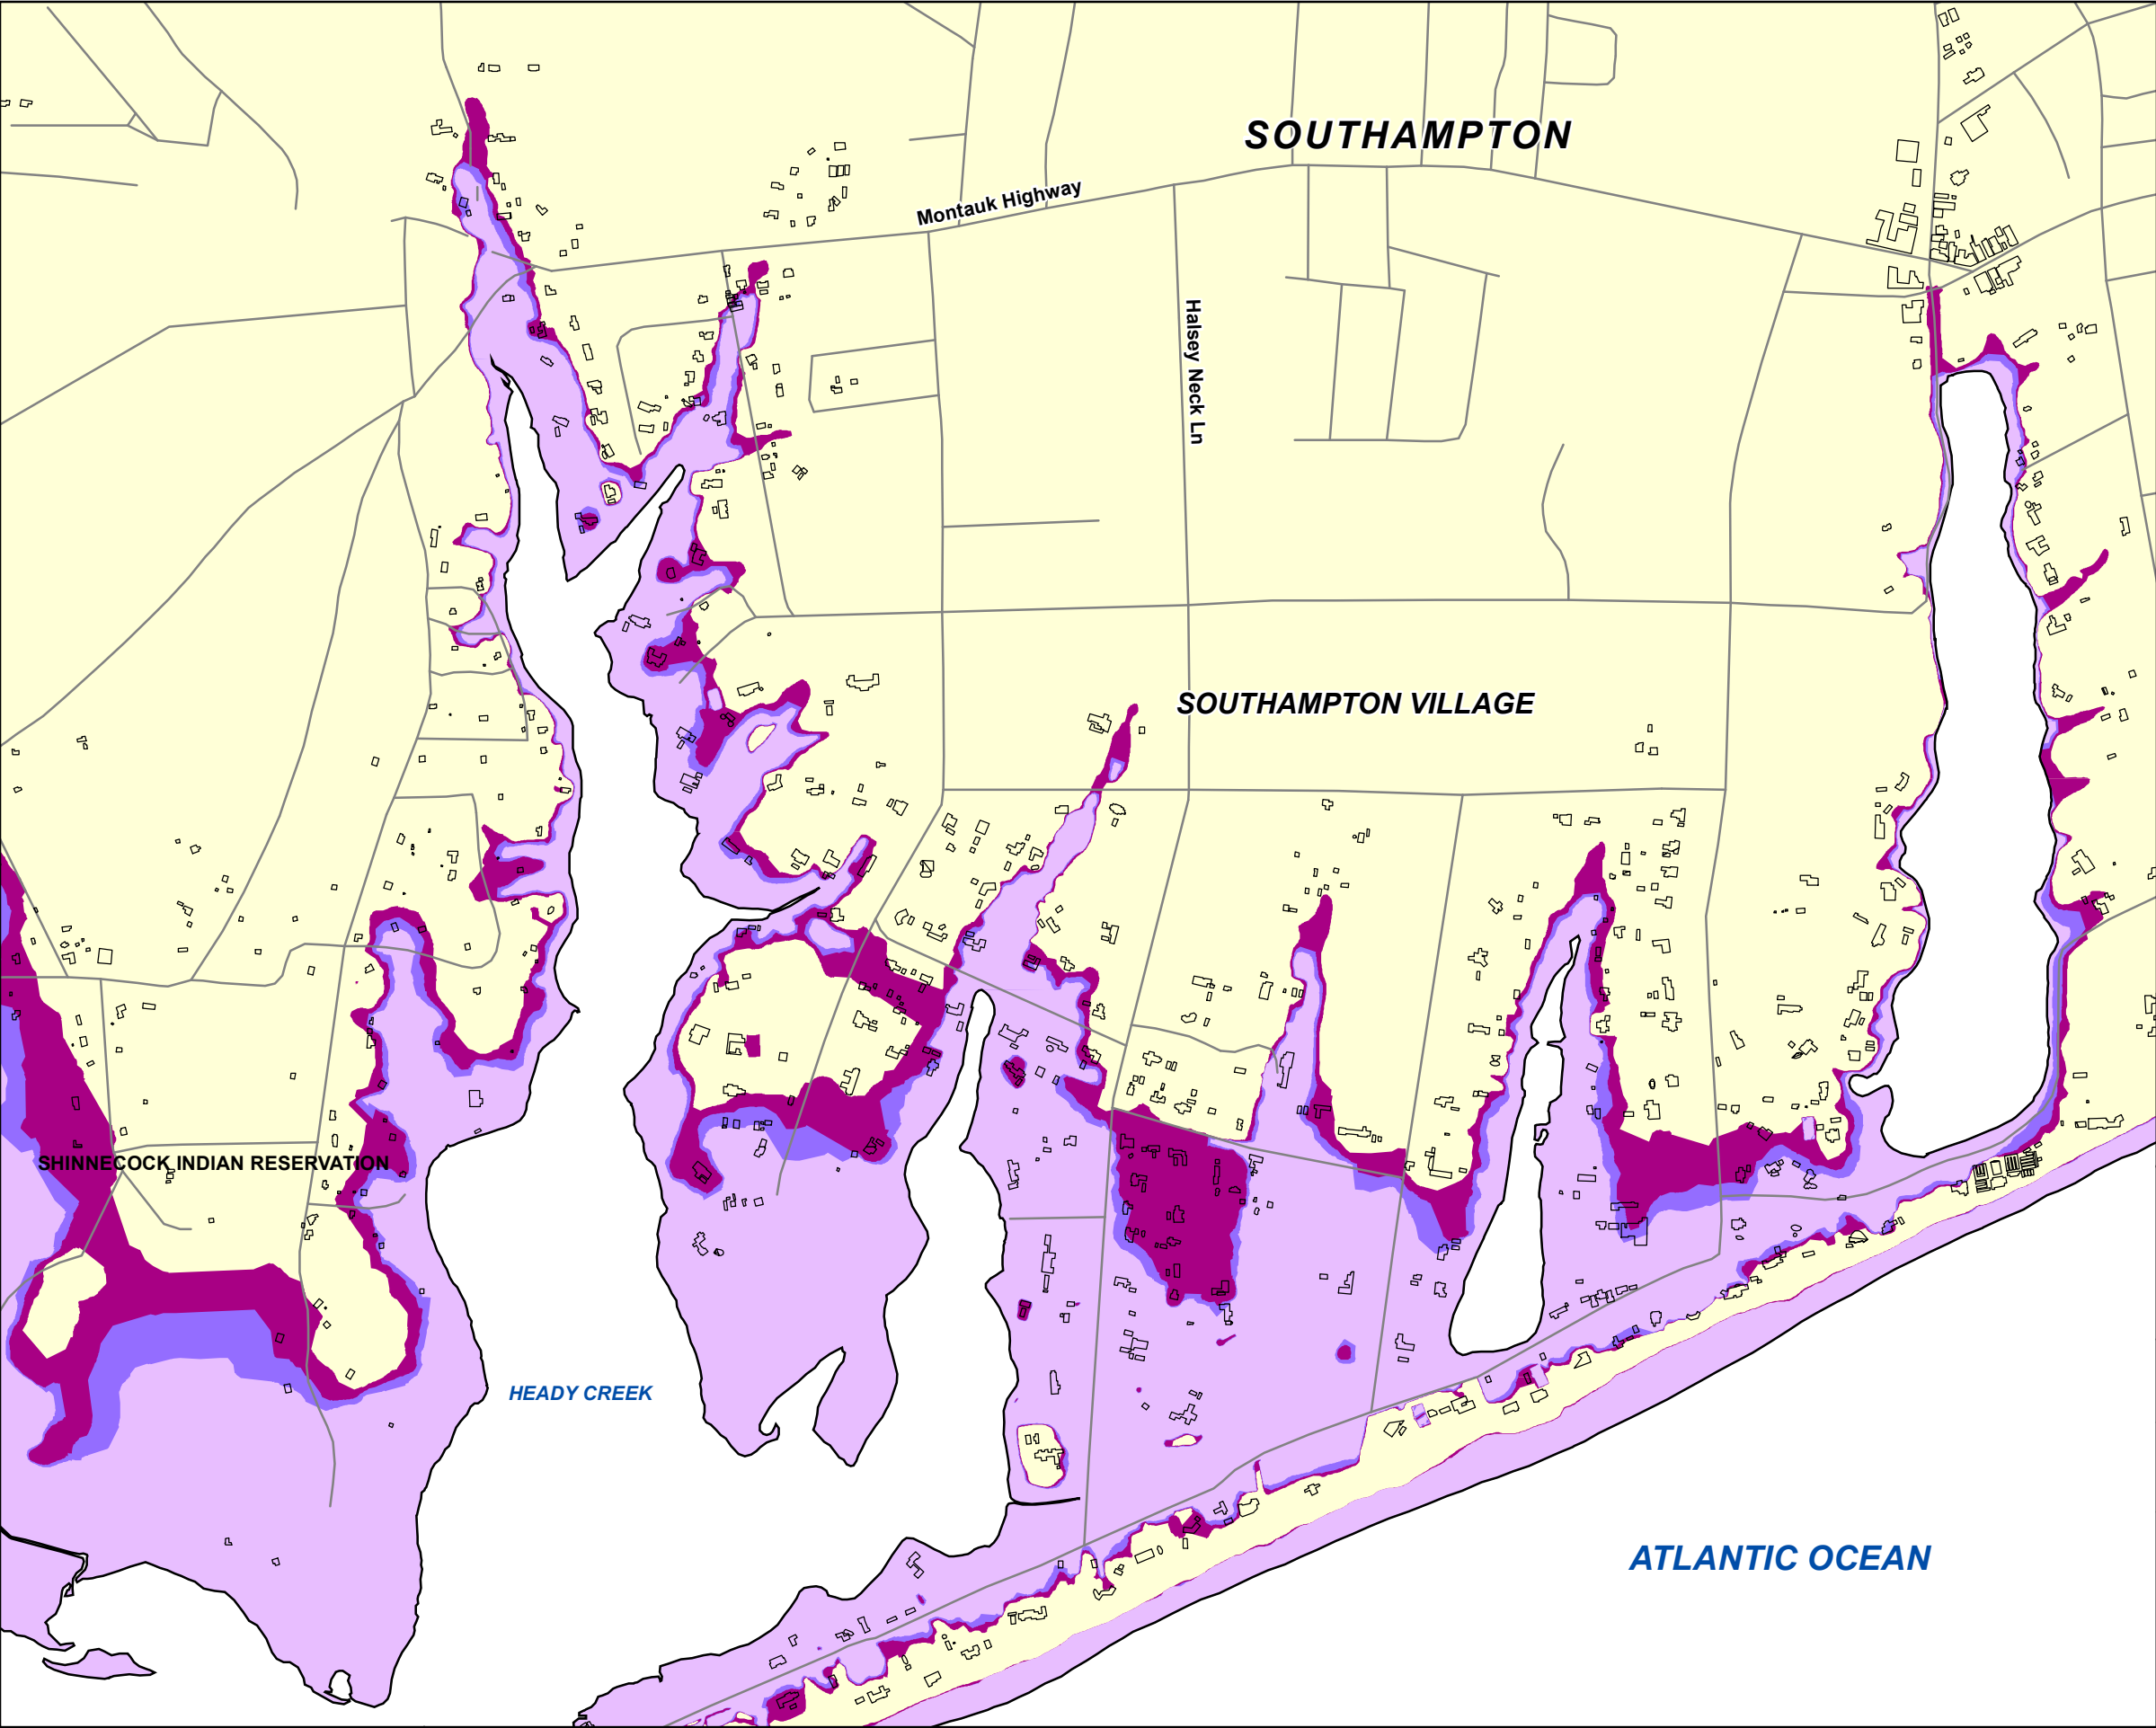 SOUTHAMPTON
Montauk Highway
Halsey Neck Ln
SOUTHAMPTON VILLAGE
SHINNECOCK INDIAN RESERVATION
HEADY CREEK
ATLANTIC OCEAN